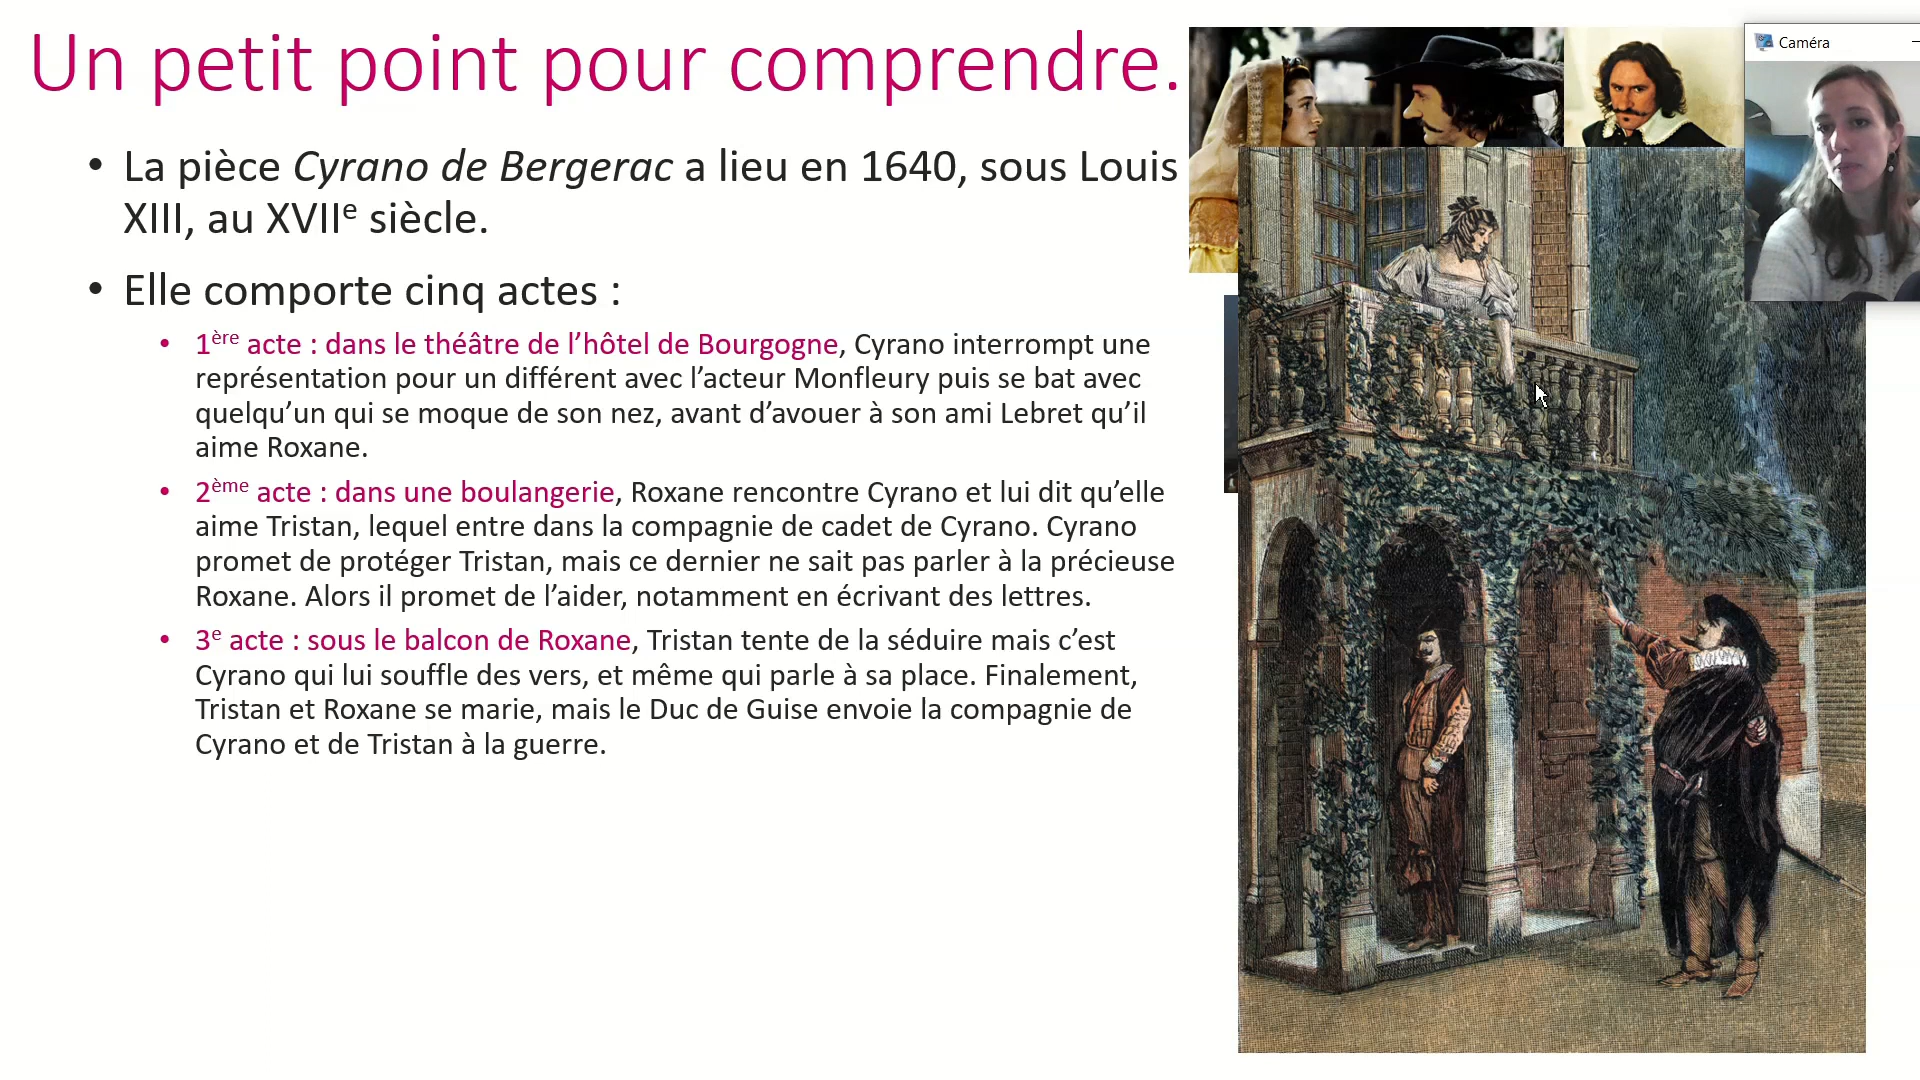 Un petit point pour comprendre.
Caméra
• La pièce Cyrano de Bergerac a lieu en 1640, sous Louis
XIII, au XVIIe siècle.
• Elle comporte cinq actes :
• 1ère acte : dans le théâtre de l’hôtel de Bourgogne, Cyrano interrompt une
représentation pour un différent avec l’acteur Monfleury puis se bat avec
quelqu’un qui se moque de son nez, avant d’avouer à son ami Lebret qu’il
aime Roxane.
• 2ème acte : dans une boulangerie, Roxane rencontre Cyrano et lui dit qu’elle
aime Tristan, lequel entre dans la compagnie de cadet de Cyrano. Cyrano
promet de protéger Tristan, mais ce dernier ne sait pas parler à la précieuse
Roxane. Alors il promet de l’aider, notamment en écrivant des lettres.
• 3e acte : sous le balcon de Roxane, Tristan tente de la séduire mais c’est
Cyrano qui lui souffle des vers, et même qui parle à sa place. Finalement,
Tristan et Roxane se marie, mais le Duc de Guise envoie la compagnie de
Cyrano et de Tristan à la guerre.